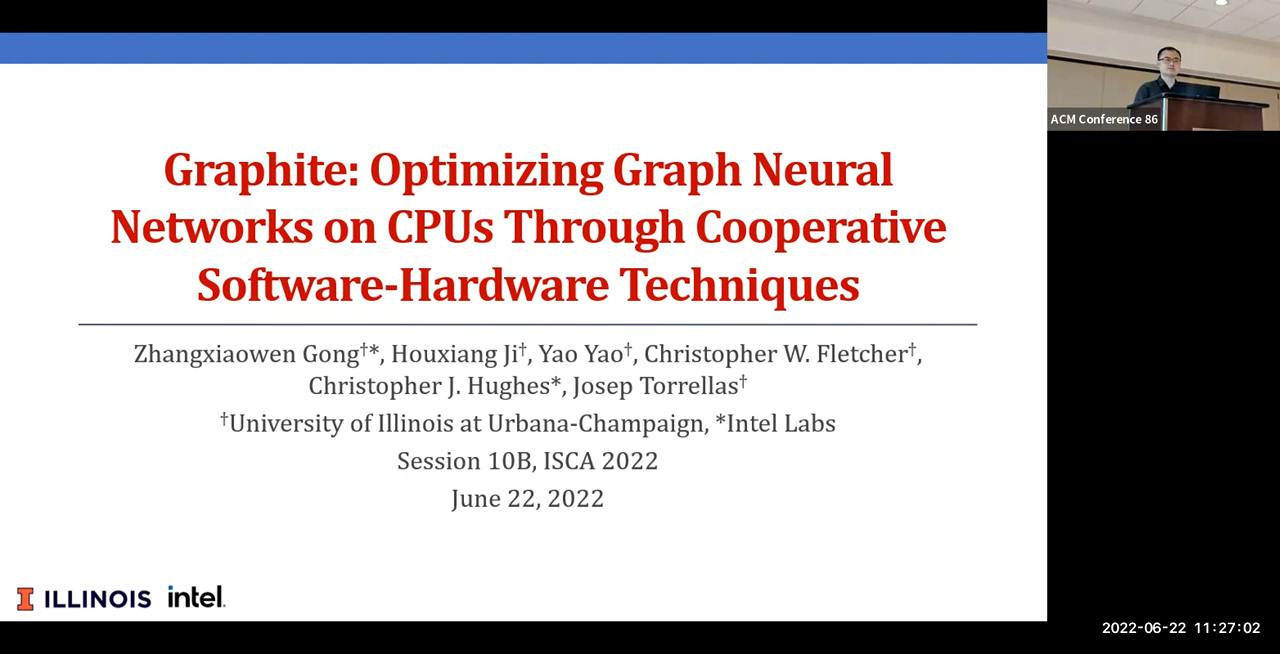 Graphite: Optimizing Graph Neural
Networks on CPUs Through Cooperative
Software-Hardware Techniques
Zhangxiaowen Gong†*, Houxiang Ji†, Yao Yao†, Christopher W. Fletcher†,
Christopher J. Hughes*, Josep Torrellas†
†University of Illinois at Urbana-Champaign, *Intel Labs
Session 10B, ISCA 2022
June 22, 2022
ILLINOIS intel.
ACM Conference 86
2022-06-22 11:27:02